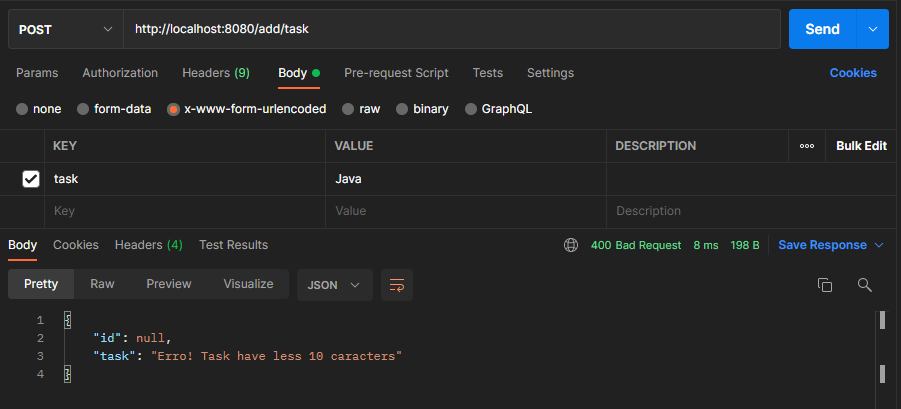 POST http://localhost:8080/add/task Send
Params Authorization Headers (9) Body Pre-request Script Tests Settings Cookies
none form-data x-www-form-urlencoded raw binary GraphQL
KEY VALUE DESCRIPTION Bulk Edit
task Java
Key Value Description
Body Cookies Headers (4) Test Results 400 Bad Request 8 ms 198 B Save Response
Pretty Raw Preview Visualize JSON
1 {
2 "id": null,
3 "task": "Erro! Task have less 10 caracters"
4 }